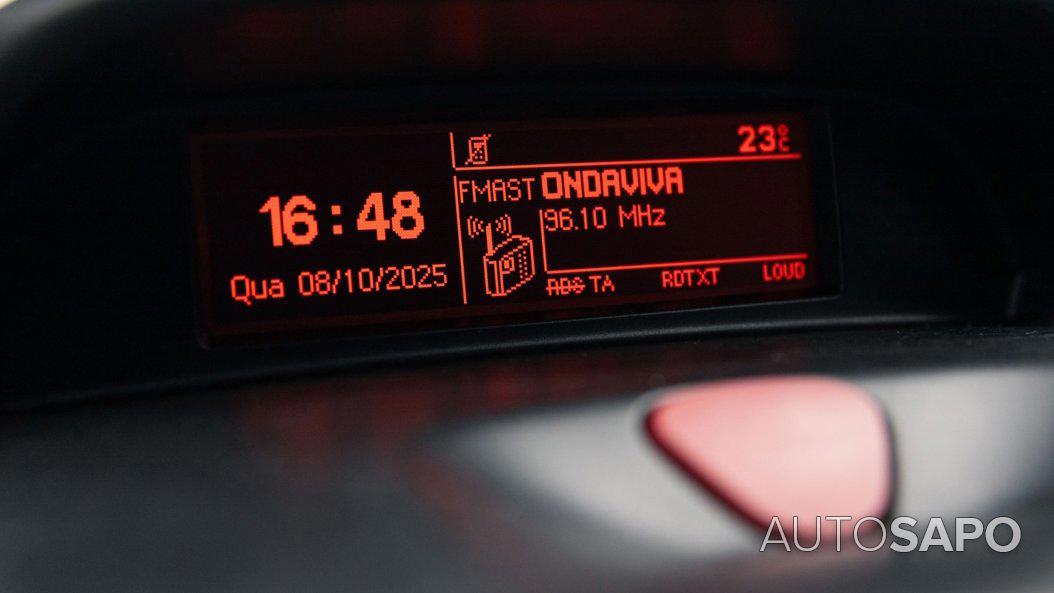 16:48
Qua 08/10/2025
23°C
FMAST ONDAVIVA
96.10 MHz
RDS TA RDTXT LOUD
AUTOSAPO